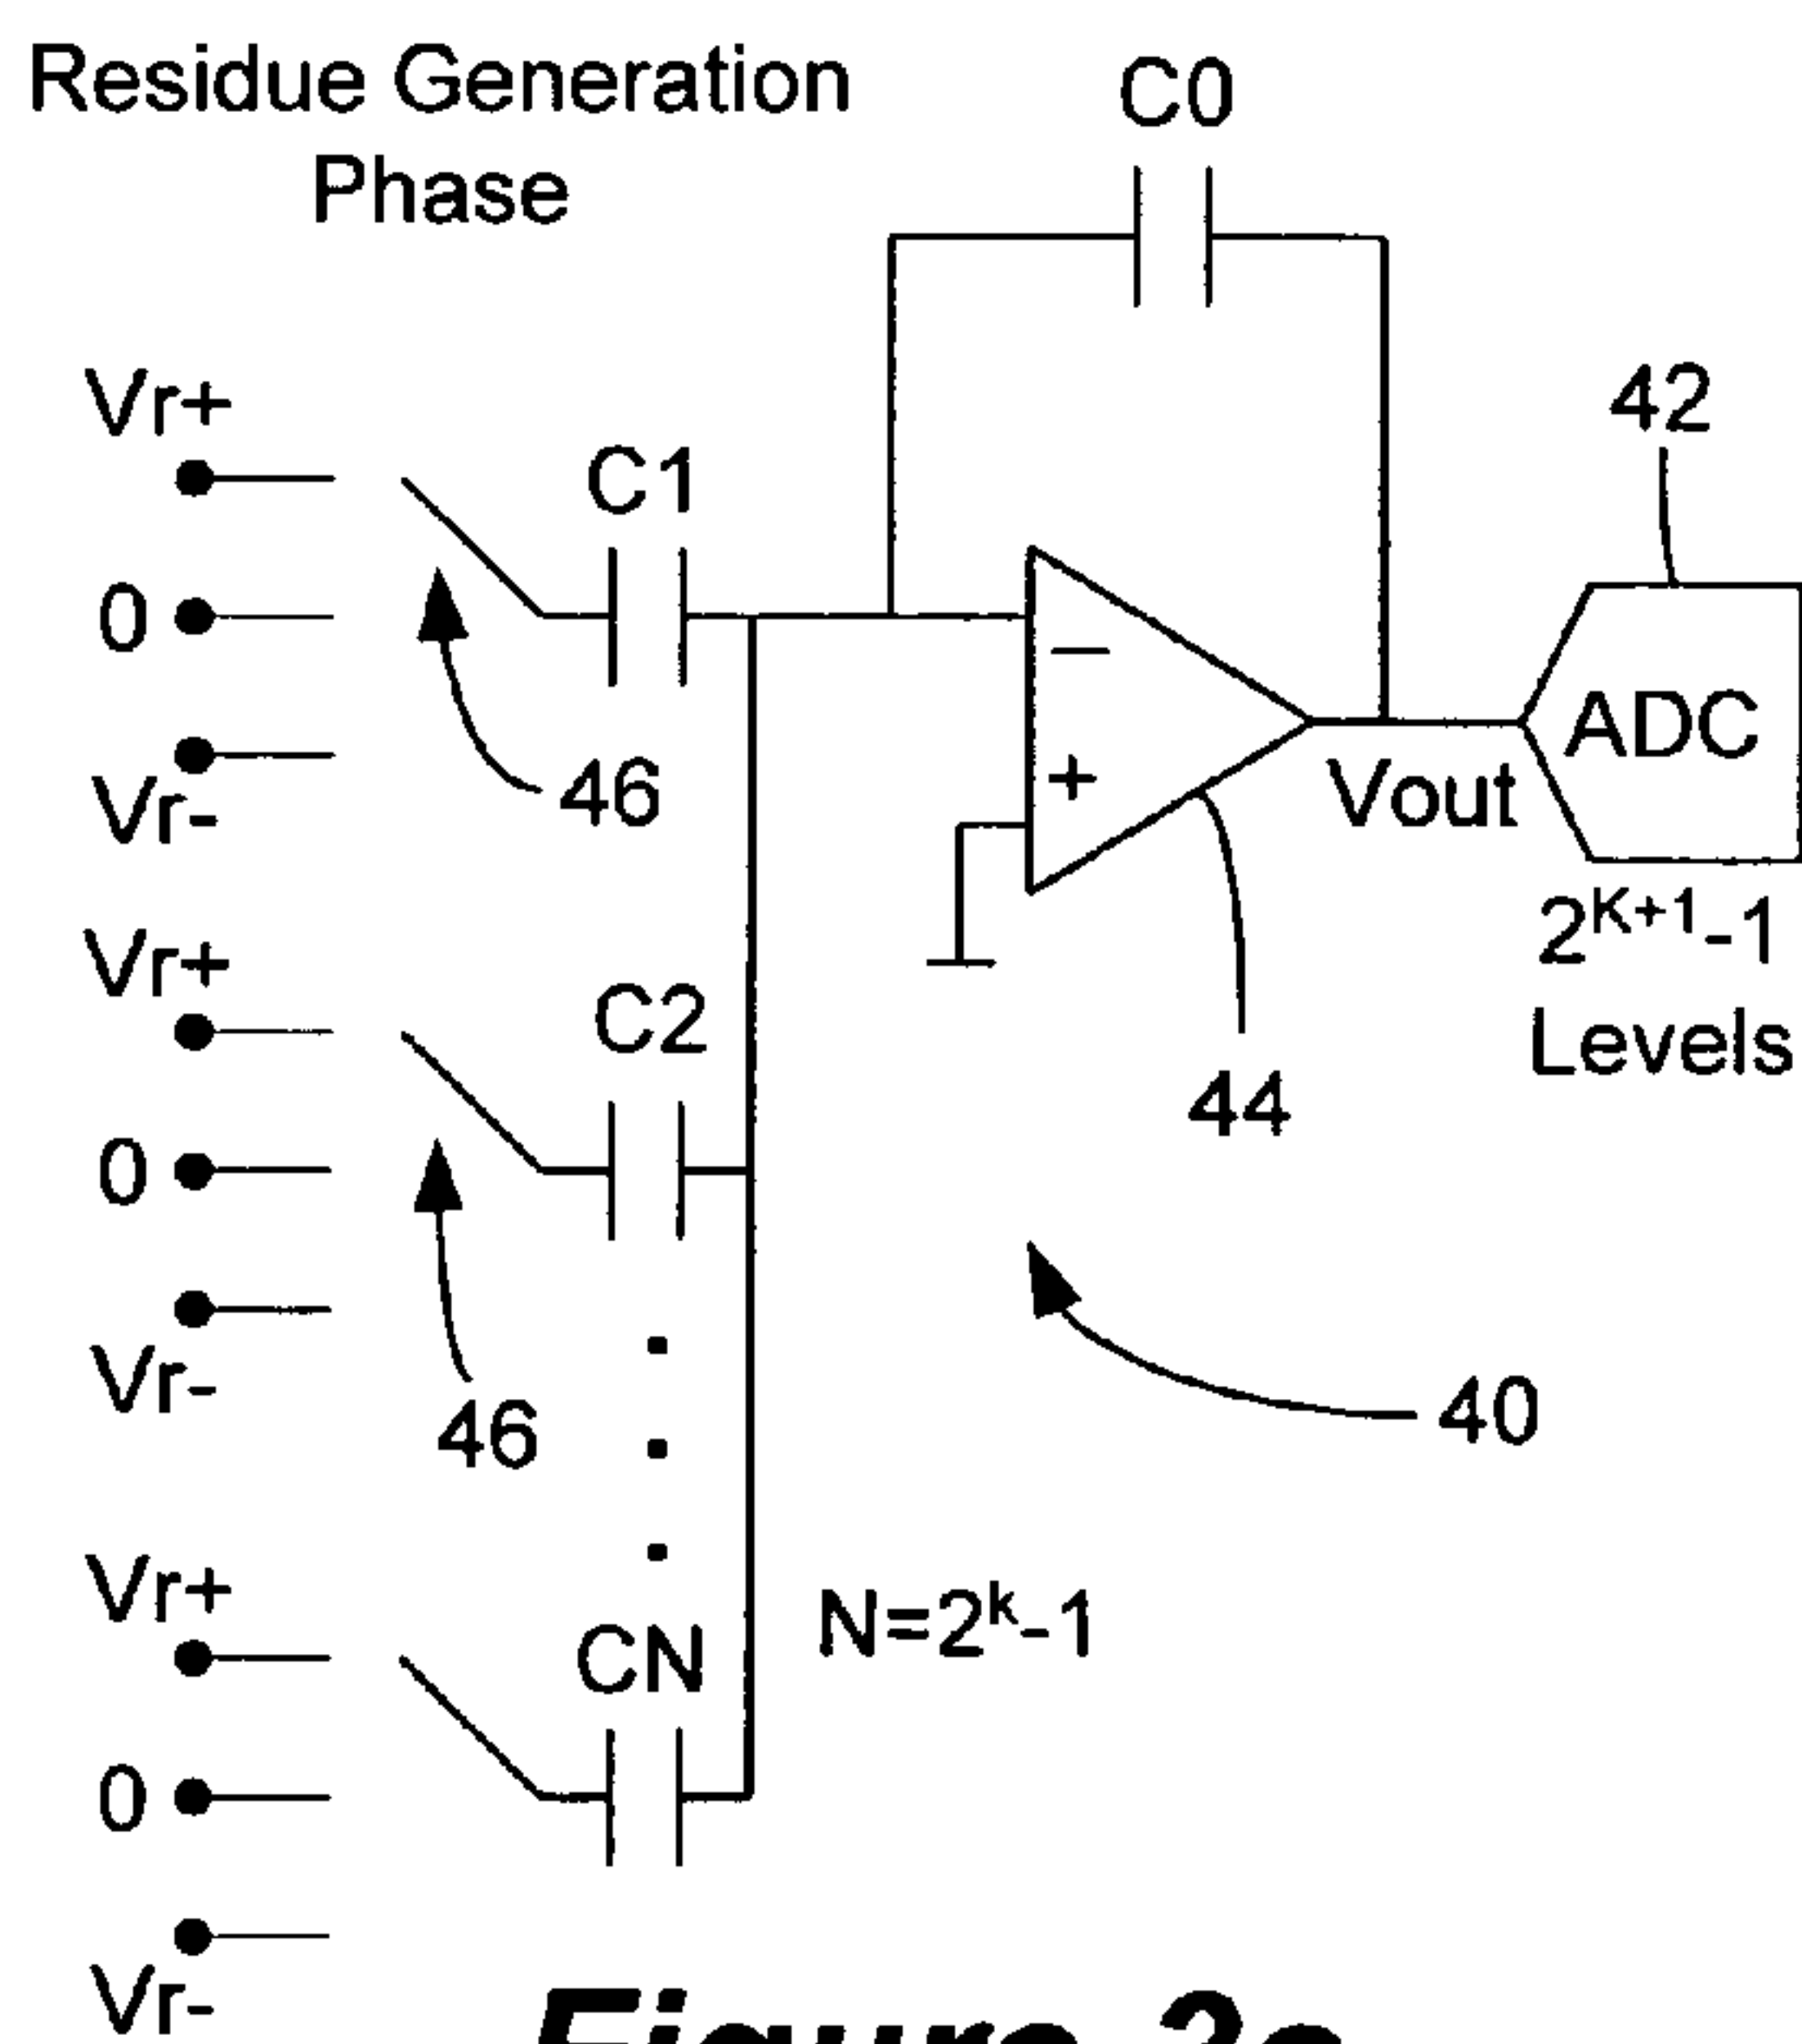 Residue Generation
Phase
C0
Vr+
C1
42
0
46
Vr-
−
+
Vout
ADC
2^{K+1}-1
Levels
Vr+
C2
0
44
Vr-
46
40
Vr+
CN
N=2^k-1
0
Vr-